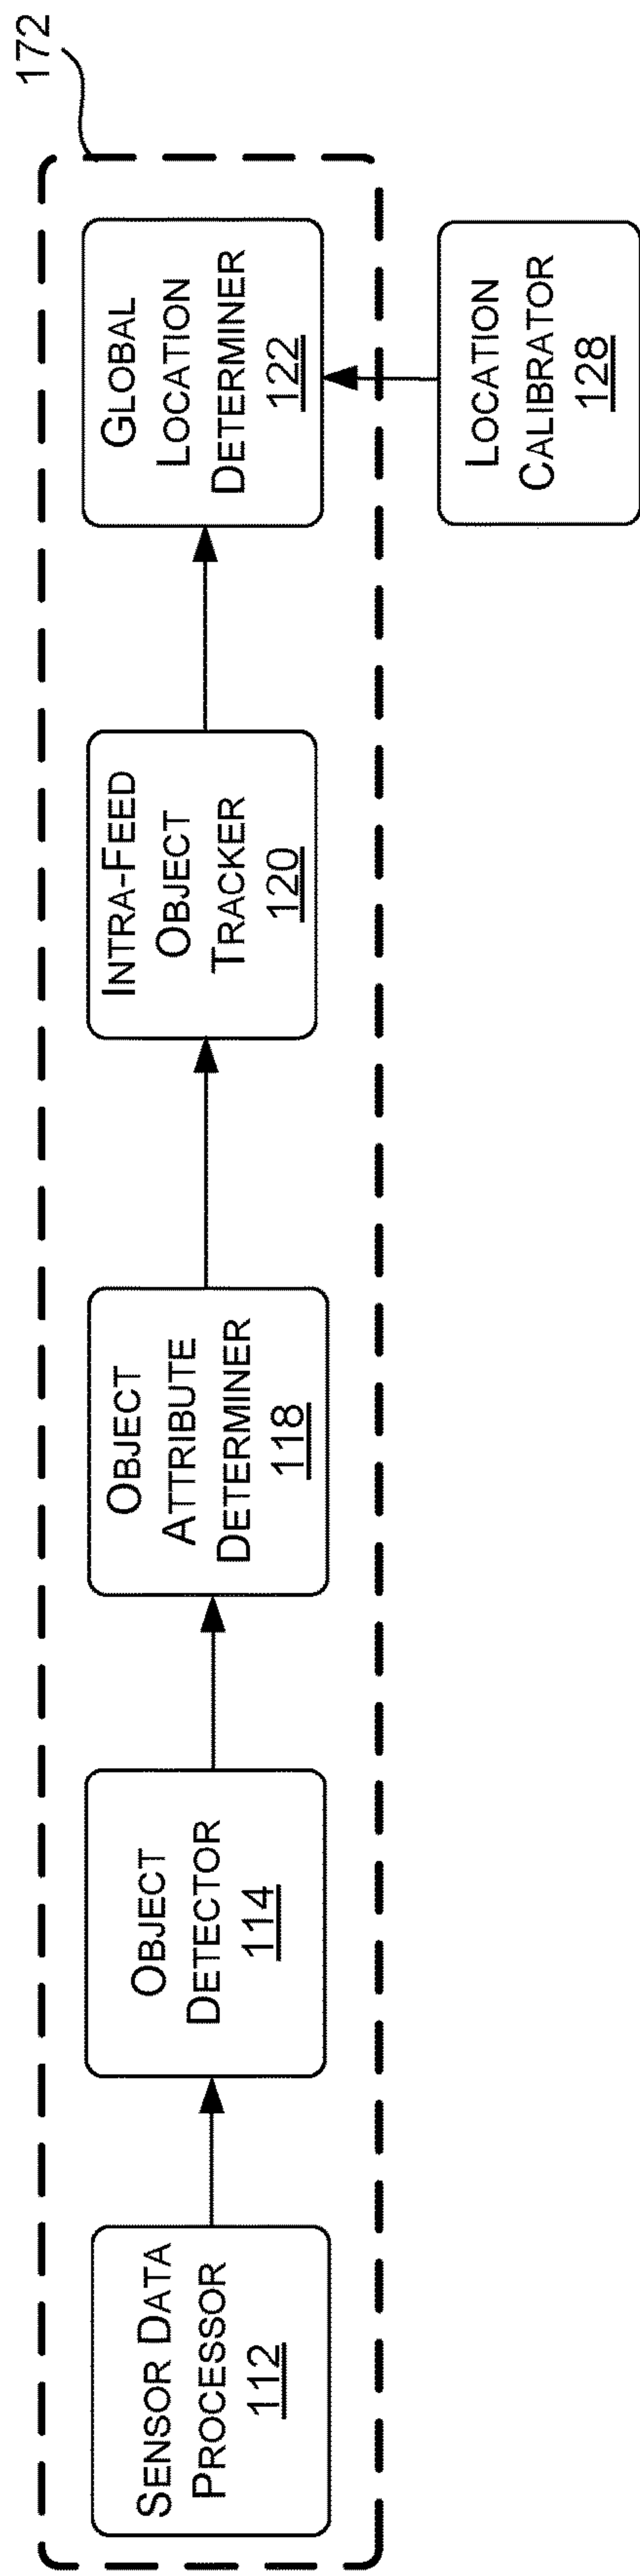 172
SENSOR DATA
PROCESSOR
112
OBJECT
DETECTOR
114
OBJECT
ATTRIBUTE
DETERMINER
118
INTRA-FEED
OBJECT
TRACKER
120
GLOBAL
LOCATION
DETERMINER
122
LOCATION
CALIBRATOR
128